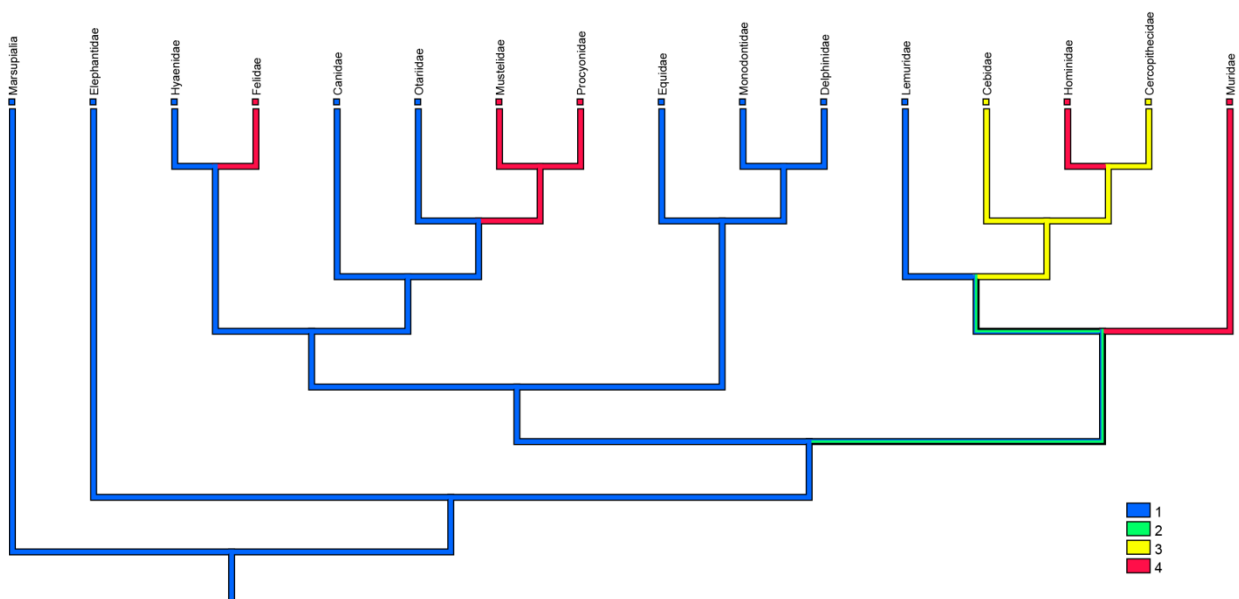 Marsupialia
Elephantidae
Hyaenidae
Felidae
Canidae
Otariidae
Mustelidae
Procyonidae
Equidae
Monodontidae
Delphinidae
Lemuridae
Cebidae
Hominidae
Cercopithecidae
Muridae
1
2
3
4